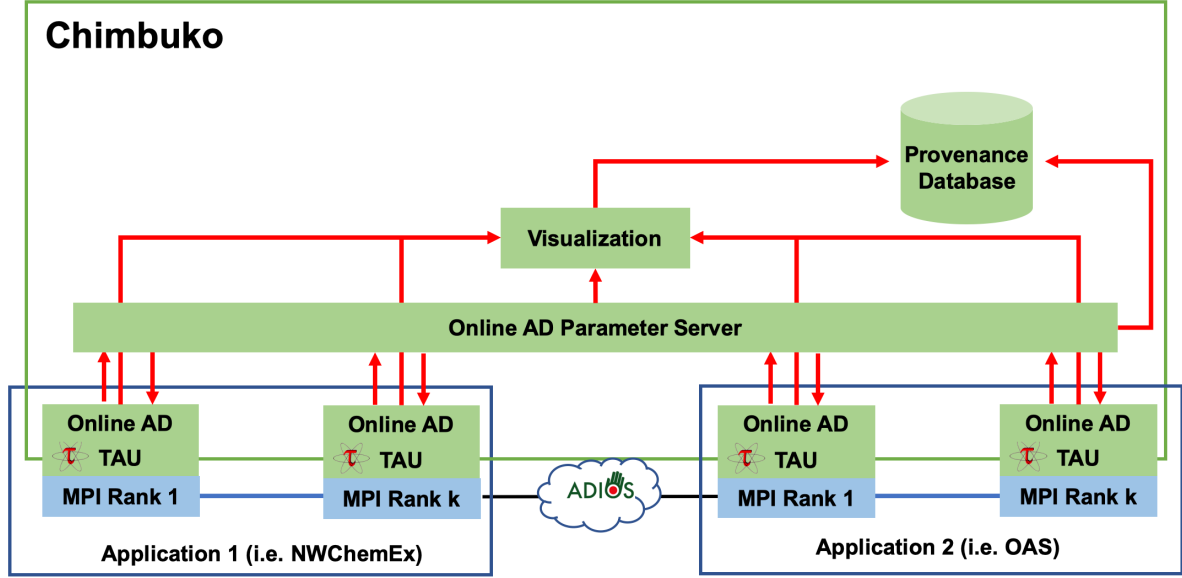 Chimbuko
Provenance
Database
Visualization
Online AD Parameter Server
Online AD
τ TAU
MPI Rank 1
Online AD
τ TAU
MPI Rank k
ADIOS
Online AD
τ TAU
MPI Rank 1
Online AD
τ TAU
MPI Rank k
Application 1 (i.e. NWChemEx)
Application 2 (i.e. OAS)